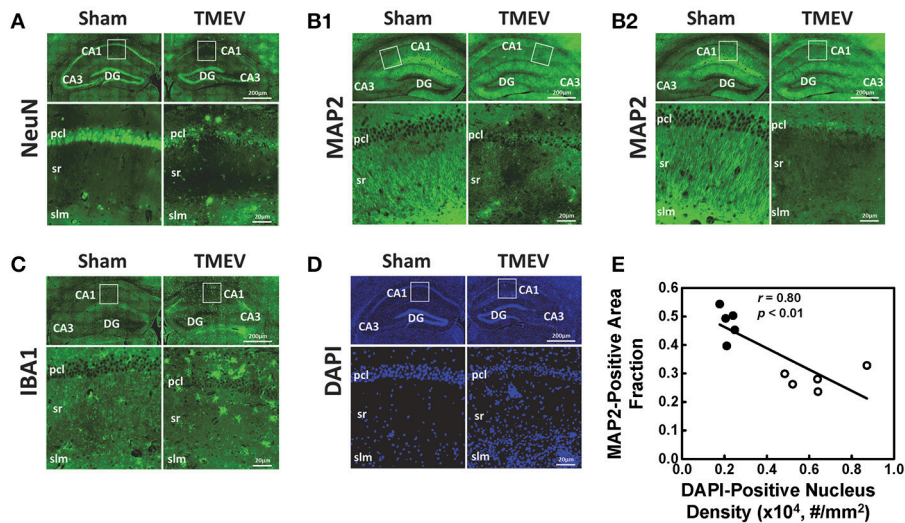 A
Sham
TMEV
NeuN
CA1
CA3
DG
CA1
DG
CA3
200μm
pcl
sr
slm
pcl
sr
slm
20μm
B1
Sham
TMEV
MAP2
CA1
CA3
DG
CA1
DG
CA3
200μm
pcl
sr
slm
pcl
sr
slm
20μm
B2
Sham
TMEV
MAP2
CA1
CA3
DG
CA1
DG
CA3
200μm
pcl
sr
slm
pcl
sr
slm
20μm
C
Sham
TMEV
IBA1
CA1
CA3
DG
CA1
DG
CA3
200μm
pcl
sr
slm
pcl
sr
slm
20μm
D
Sham
TMEV
DAPI
CA1
CA3
DG
CA1
DG
CA3
200μm
pcl
sr
slm
pcl
sr
slm
20μm
E
MAP2-Positive Area
Fraction
0.6
0.5
0.4
0.3
0.2
0.1
0.0
r = 0.80
p < 0.01
0.0 0.2 0.4 0.6 0.8 1.0
DAPI-Positive Nucleus
Density (x10⁴, #/mm²)